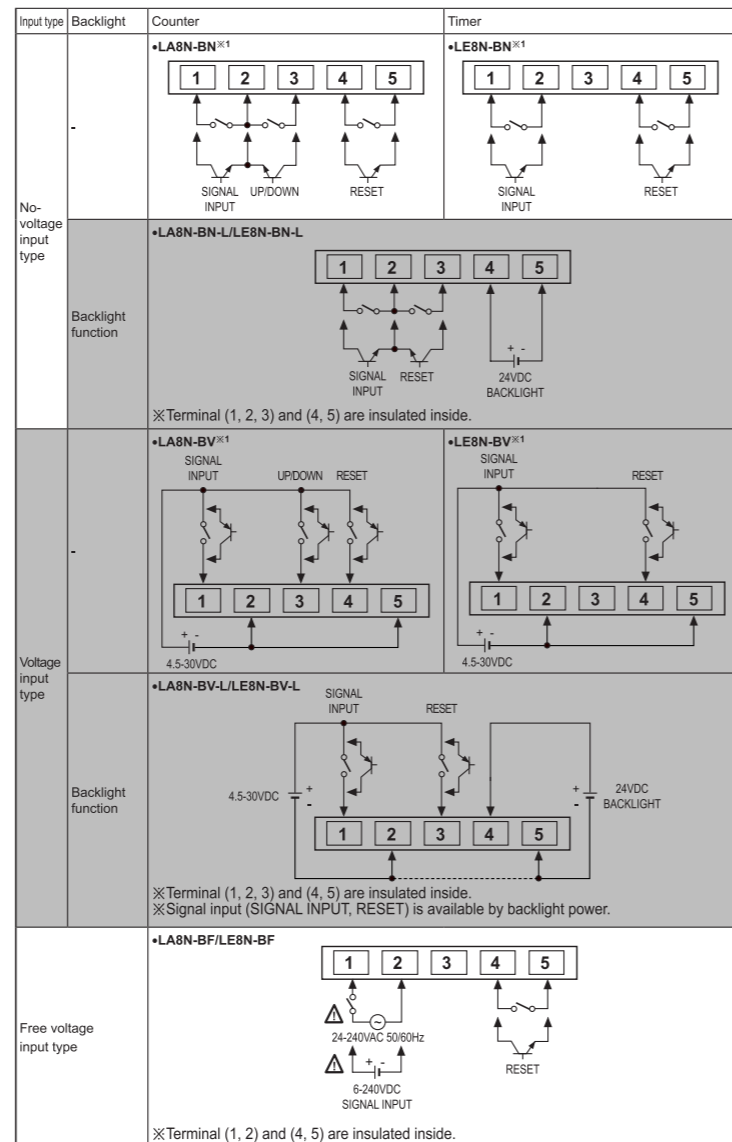 Input type Backlight Counter Timer
No-voltage input type
-
•LA8N-BN※1
1 2 3 4 5
SIGNAL INPUT UP/DOWN RESET
•LE8N-BN※1
1 2 3 4 5
SIGNAL INPUT RESET
Backlight function
•LA8N-BN-L/LE8N-BN-L
1 2 3 4 5
+ -
SIGNAL INPUT RESET 24VDC BACKLIGHT
※Terminal (1, 2, 3) and (4, 5) are insulated inside.
Voltage input type
-
•LA8N-BV※1
SIGNAL INPUT UP/DOWN RESET
1 2 3 4 5
+ -
4.5-30VDC
•LE8N-BV※1
SIGNAL INPUT RESET
1 2 3 4 5
+ -
4.5-30VDC
Backlight function
•LA8N-BV-L/LE8N-BV-L
SIGNAL INPUT RESET
4.5-30VDC + - + - 24VDC BACKLIGHT
1 2 3 4 5
※Terminal (1, 2, 3) and (4, 5) are insulated inside.
※Signal input (SIGNAL INPUT, RESET) is available by backlight power.
Free voltage input type
•LA8N-BF/LE8N-BF
1 2 3 4 5
24-240VAC 50/60Hz
+ -
6-240VDC
SIGNAL INPUT
RESET
※Terminal (1, 2) and (4, 5) are insulated inside.